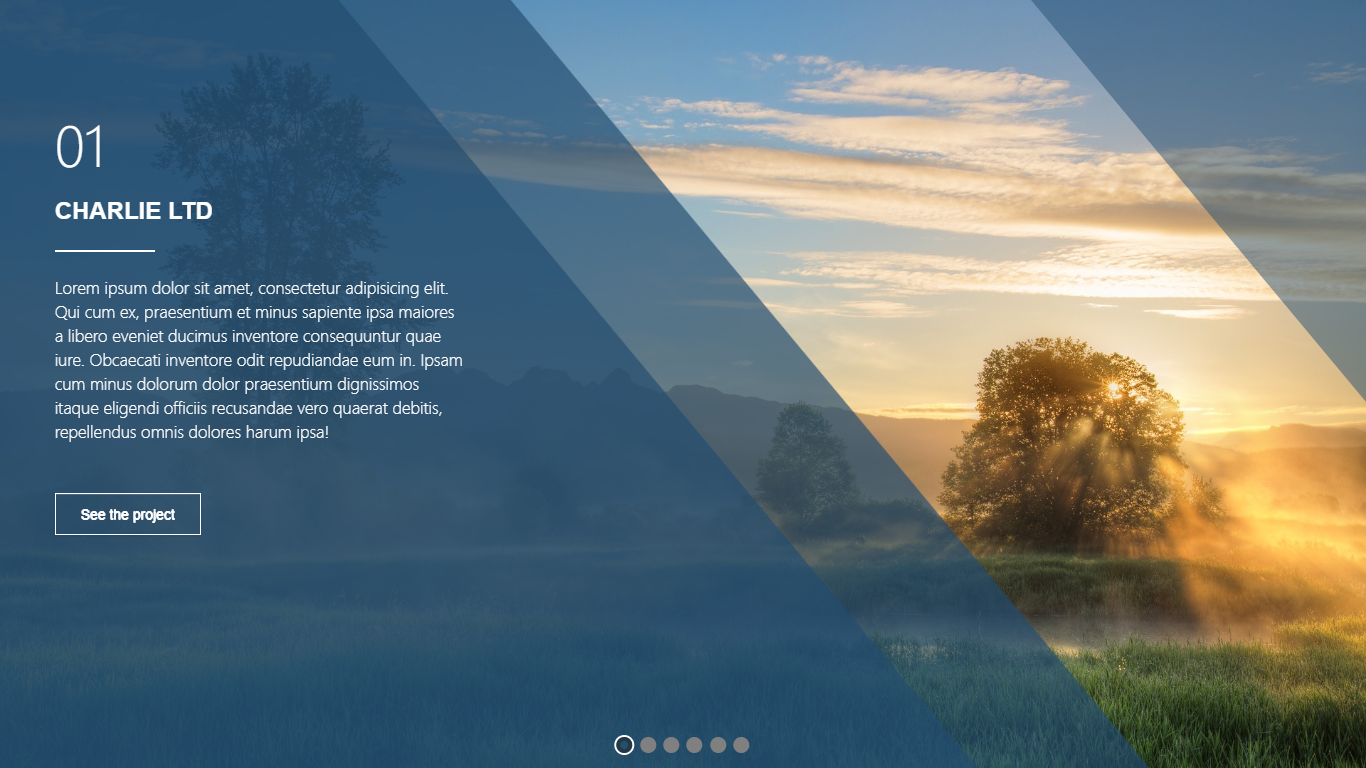 01
CHARLIE LTD
Lorem ipsum dolor sit amet, consectetur adipisicing elit.
Qui cum ex, praesentium et minus sapiente ipsa maiores
a libero eveniet ducimus inventore consequuntur quae
iure. Obcaecati inventore odit repudiandae eum in. Ipsam
cum minus dolorum dolor praesentium dignissimos
itaque eligendi officiis recusandae vero quaerat debitis,
repellendus omnis dolores harum ipsa!
See the project